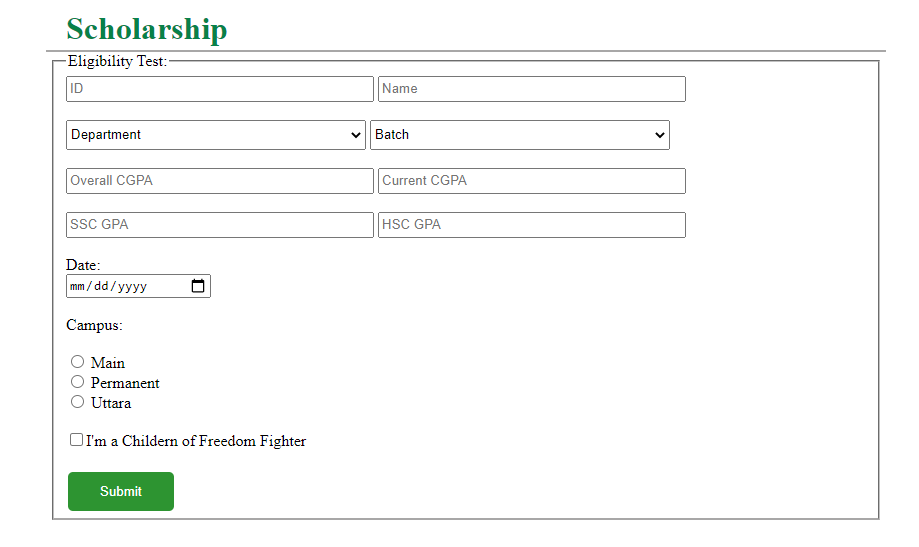 Scholarship
Eligibility Test:
ID Name
Department Batch
Overall CGPA Current CGPA
SSC GPA HSC GPA
Date:
mm/dd/yyyy
Campus:
Main
Permanent
Uttara
I'm a Childern of Freedom Fighter
Submit